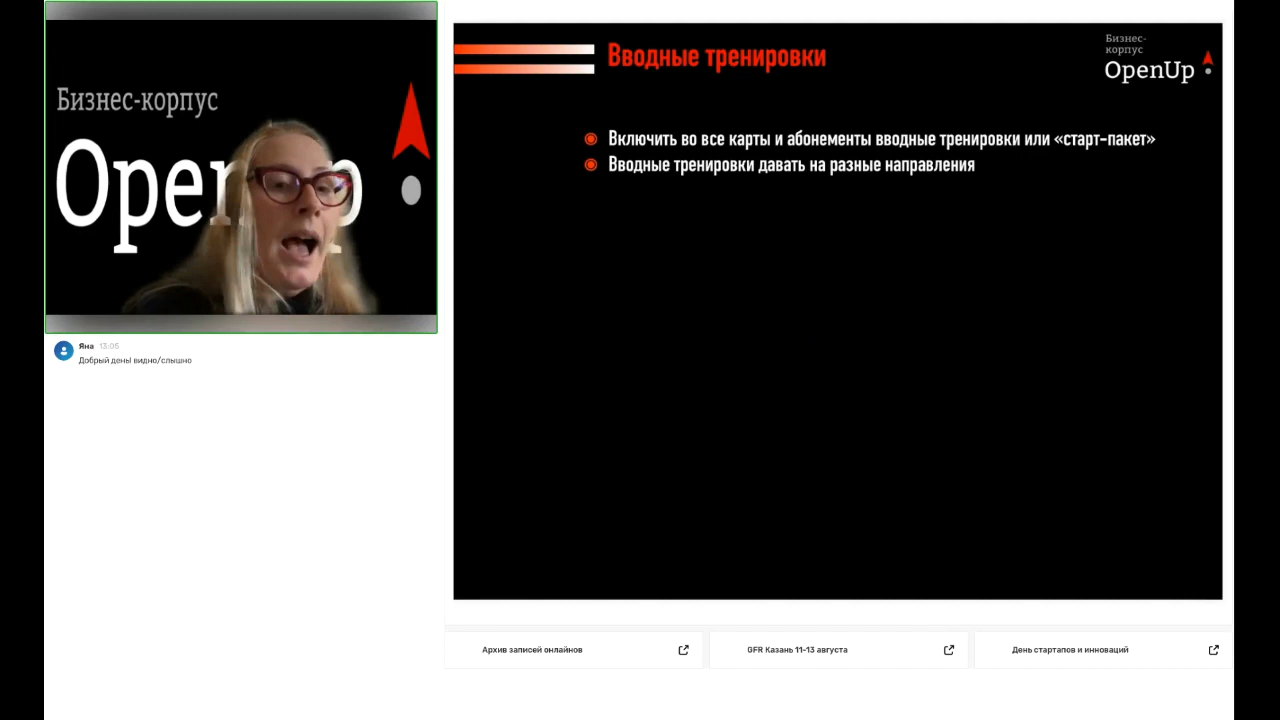 Бизнес-корпус
Вводные тренировки
Бизнес-
корпус
OpenUp
Включить во все карты и абонементы вводные тренировки или «старт-пакет»
Вводные тренировки давать на разные направления
Яна 13:05
Добрый день! видно/слышно
Архив записей онлайнов
GFR Казань 11-13 августа
День стартапов и инноваций